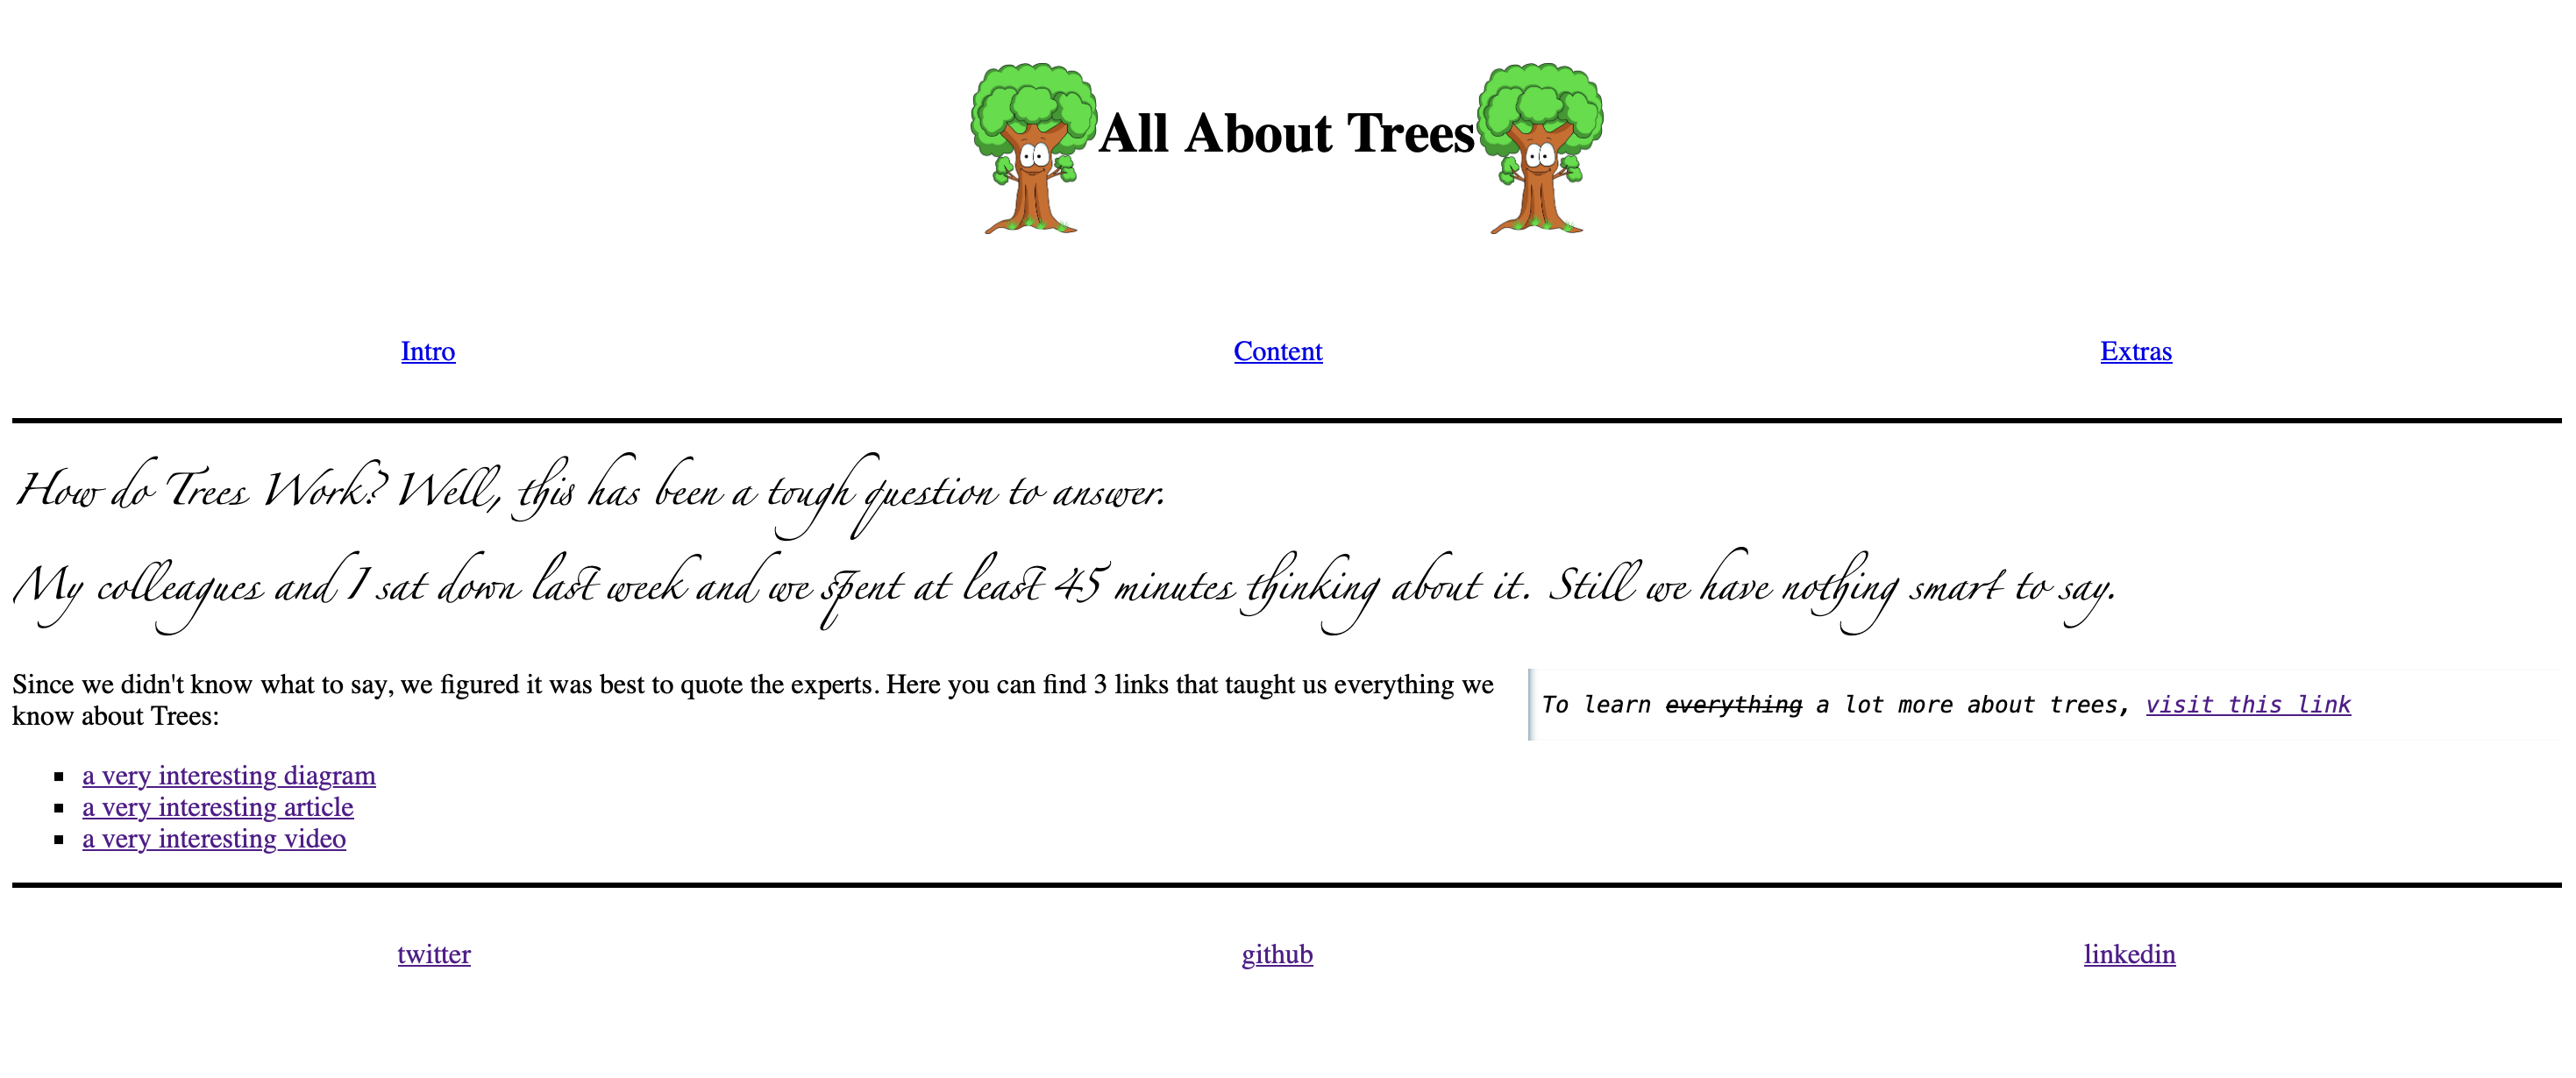 All About Trees
Intro Content Extras
How do Trees Work? Well, this has been a tough question to answer.
My colleagues and I sat down last week and we spent at least 45 minutes thinking about it. Still we have nothing smart to say.
Since we didn't know what to say, we figured it was best to quote the experts. Here you can find 3 links that taught us everything we
know about Trees:
To learn everything a lot more about trees, visit this link
a very interesting diagram
a very interesting article
a very interesting video
twitter github linkedin